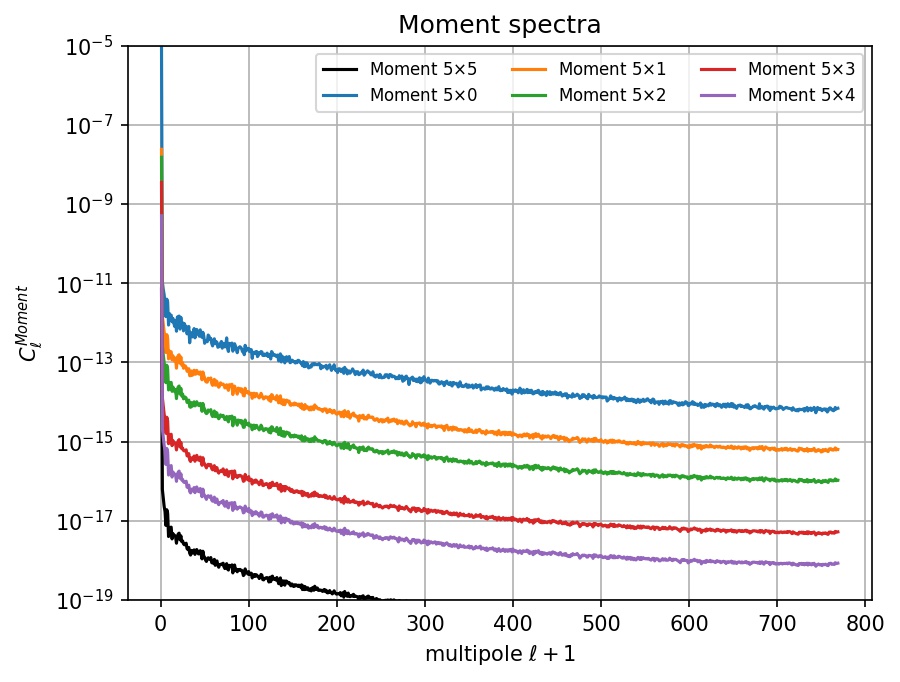 Moment spectra
10⁻⁵
10⁻⁷
10⁻⁹
10⁻¹¹
10⁻¹³
10⁻¹⁵
10⁻¹⁷
10⁻¹⁹
C_ℓ^Moment
Moment 5×5
Moment 5×0
Moment 5×1
Moment 5×2
Moment 5×3
Moment 5×4
0 100 200 300 400 500 600 700 800
multipole ℓ + 1